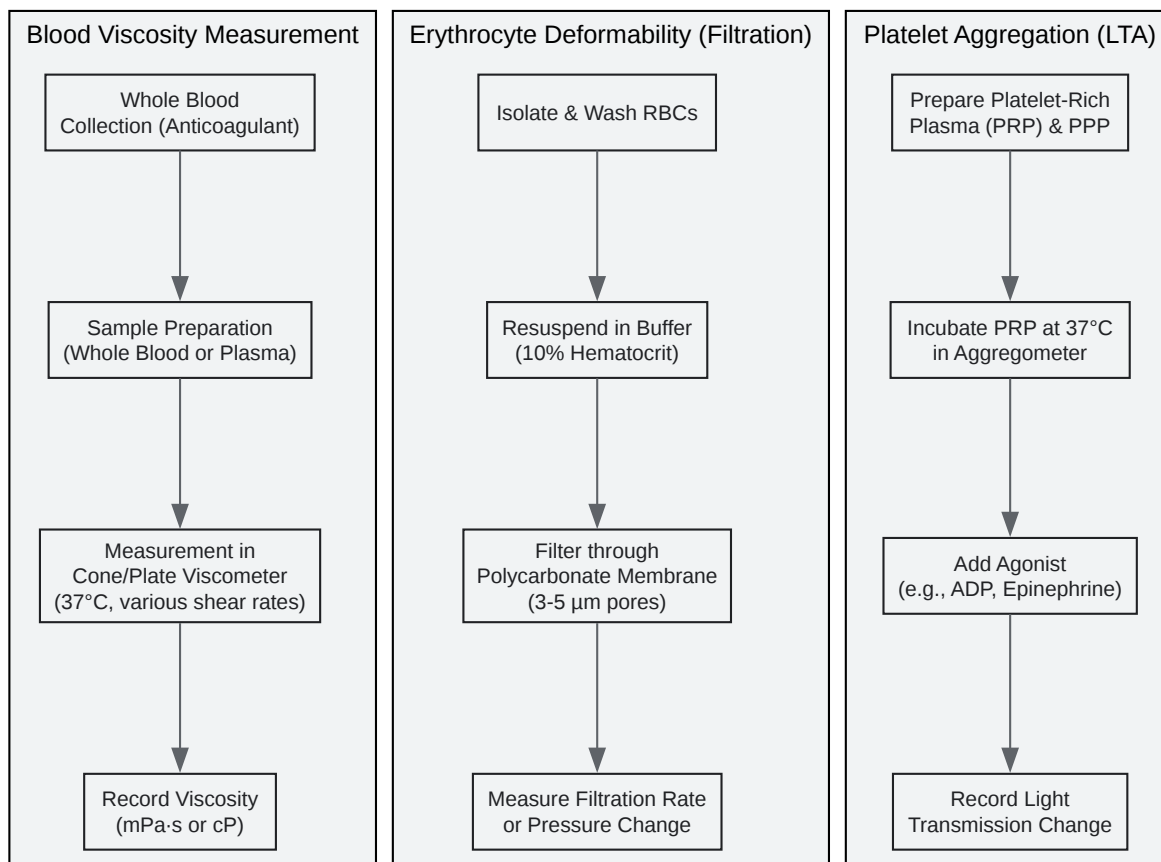 Blood Viscosity Measurement
Whole Blood
Collection (Anticoagulant)
Sample Preparation
(Whole Blood or Plasma)
Measurement in
Cone/Plate Viscometer
(37°C, various shear rates)
Record Viscosity
(mPa·s or cP)
Erythrocyte Deformability (Filtration)
Isolate & Wash RBCs
Resuspend in Buffer
(10% Hematocrit)
Filter through
Polycarbonate Membrane
(3-5 µm pores)
Measure Filtration Rate
or Pressure Change
Platelet Aggregation (LTA)
Prepare Platelet-Rich
Plasma (PRP) & PPP
Incubate PRP at 37°C
in Aggregometer
Add Agonist
(e.g., ADP, Epinephrine)
Record Light
Transmission Change